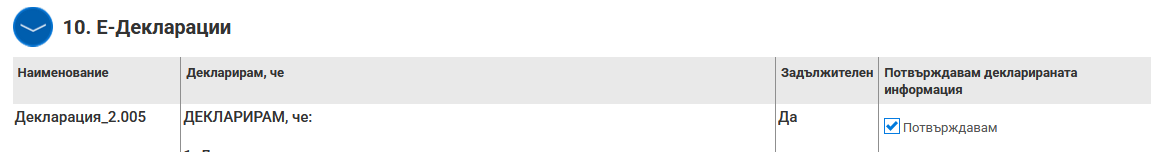 10. Е-Декларации
Наименование
Декларирам, че
Задължителен
Потвърждавам декларираната
информация
Декларация_2.005
ДЕКЛАРИРАМ, че:
Да
Потвърждавам